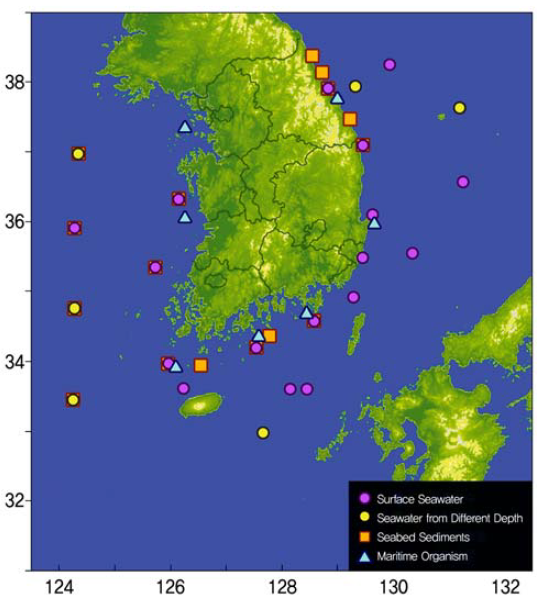 38
36
34
32
124
126
128
130
132
Surface Seawater
Seawater from Different Depth
Seabed Sediments
Maritime Organism